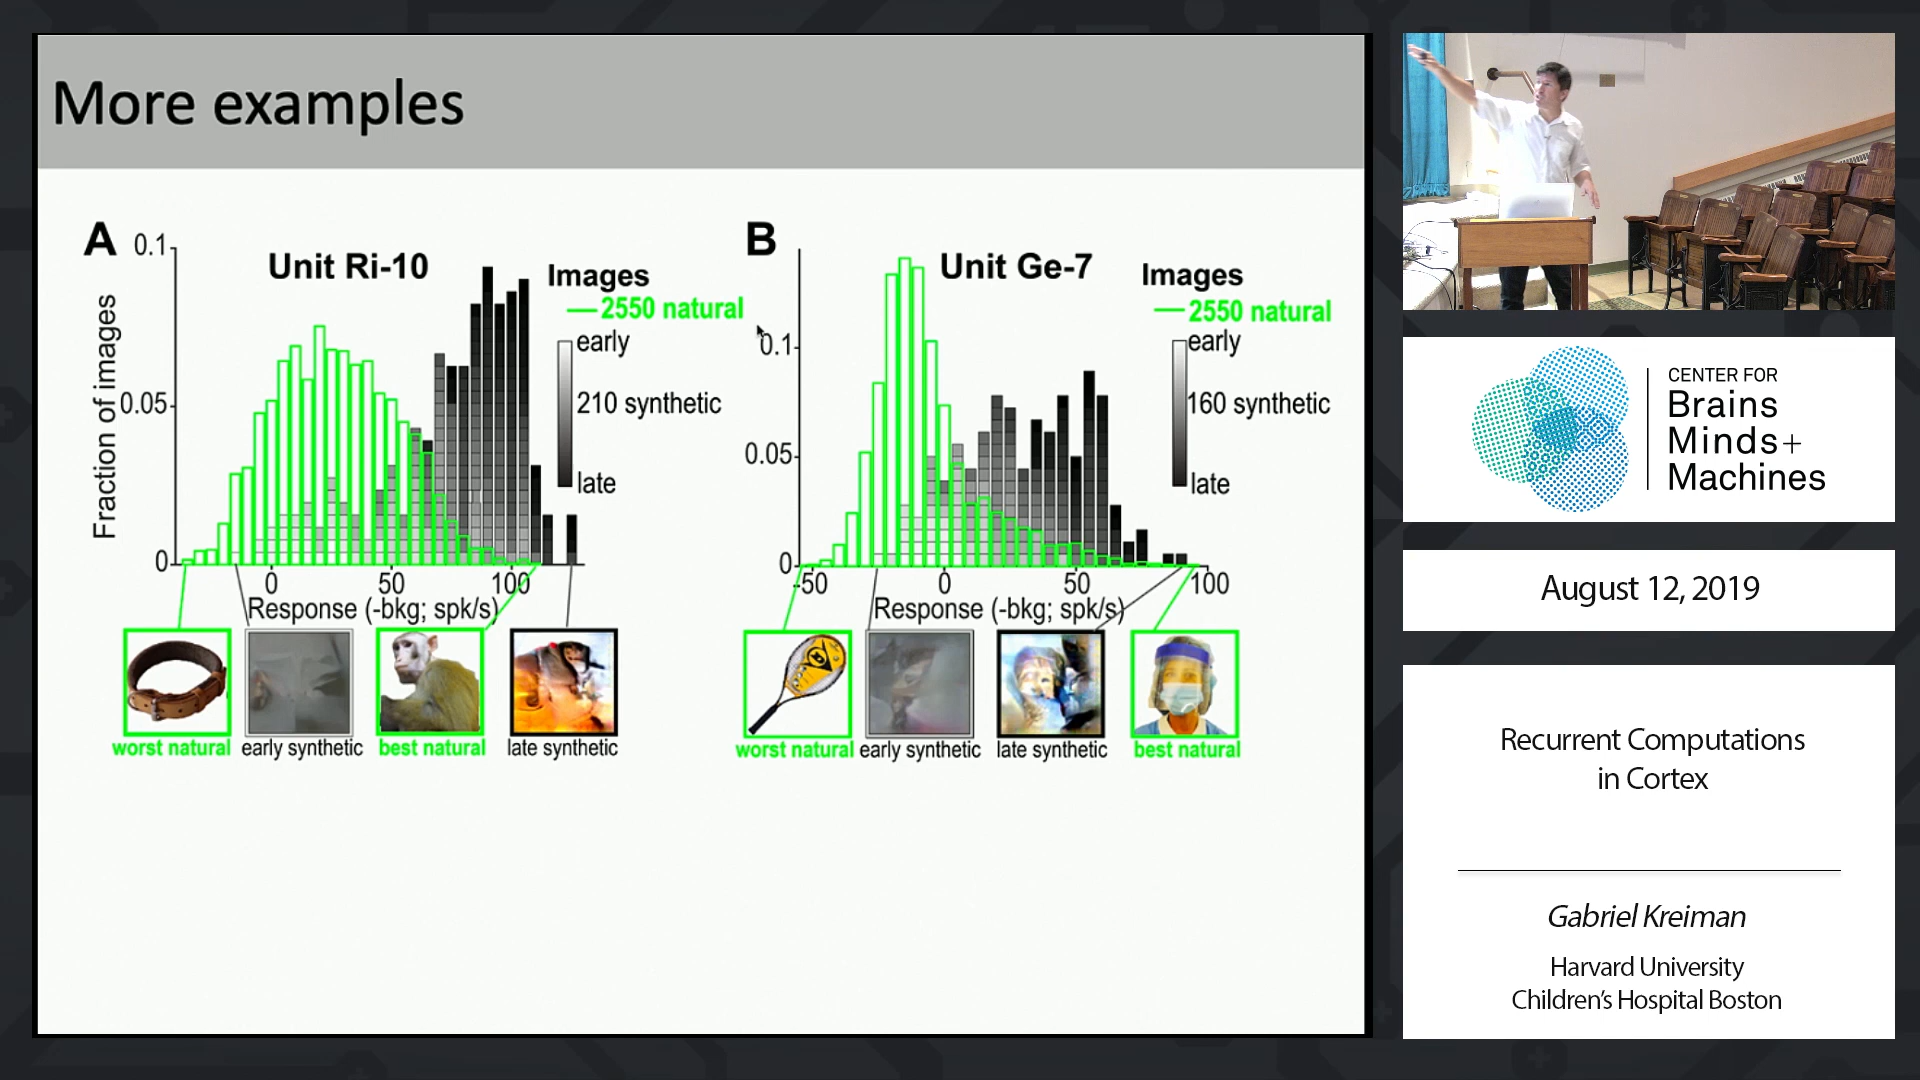 More examples
A
0.1
Unit Ri-10
Images
2550 natural
early
210 synthetic
late
Fraction of images
0.05
0
0
50
100
Response (-bkg; spk/s)
worst natural
early synthetic
best natural
late synthetic
B
Unit Ge-7
Images
2550 natural
early
160 synthetic
late
0.1
0.05
0
-50
0
50
100
Response (-bkg; spk/s)
worst natural
early synthetic
late synthetic
best natural
CENTER FOR
Brains
Minds+
Machines
August 12, 2019
Recurrent Computations
in Cortex
Gabriel Kreiman
Harvard University
Children's Hospital Boston